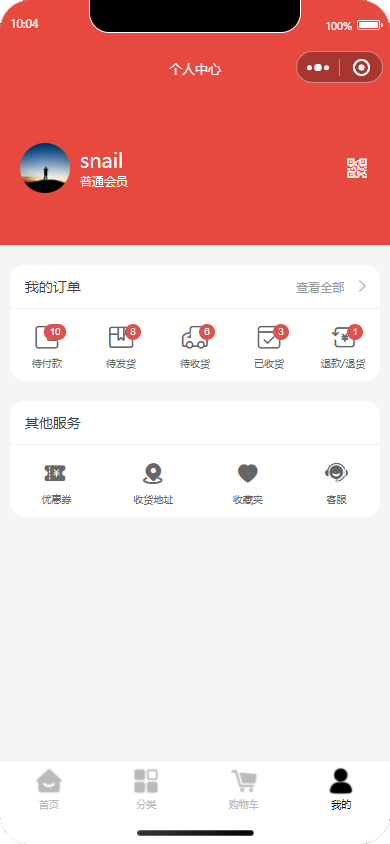 10:04
100%
个人中心
snail
普通会员
我的订单
查看全部
10
8
6
3
1
待付款
待发货
待收货
已收货
退款/退货
其他服务
优惠券
收货地址
收藏夹
客服
首页
分类
购物车
我的